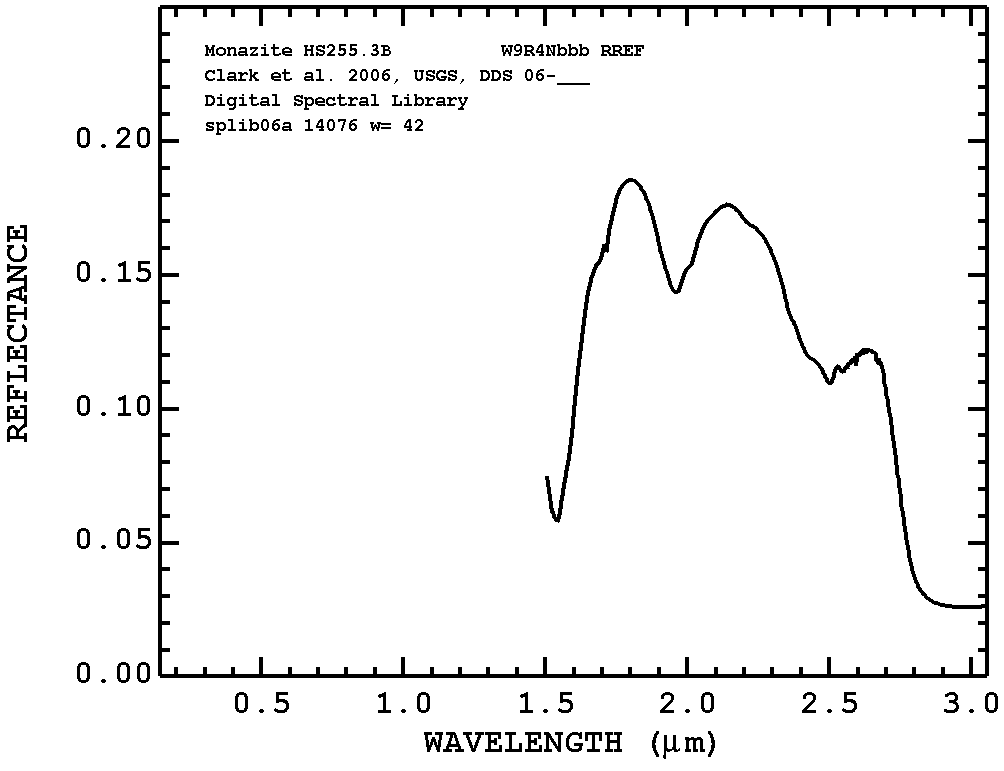 Monazite HS255.3B W9R4Nbbb RREF
Clark et al. 2006, USGS, DDS 06-___
Digital Spectral Library
splib06a 14076 w= 42
0.20
0.15
0.10
0.05
0.00
REFLECTANCE
0.5 1.0 1.5 2.0 2.5 3.0
WAVELENGTH (μm)